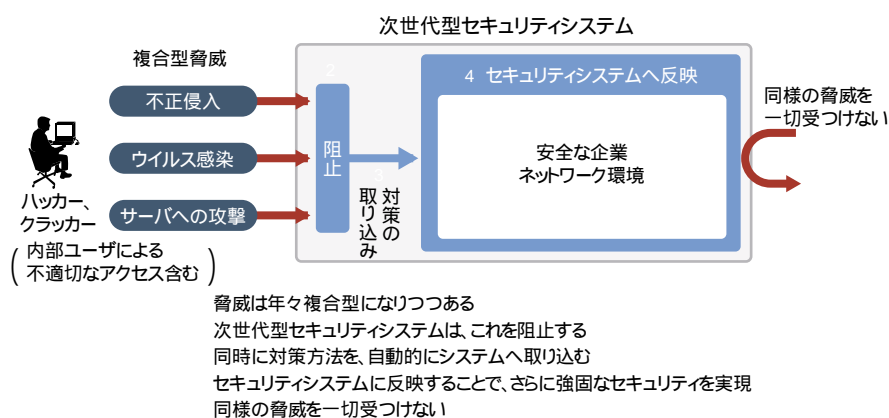 次世代型セキュリティシステム
複合型脅威
不正侵入
ウイルス感染
サーバへの攻撃
ハッカー、
クラッカー
(内部ユーザによる
不適切なアクセス含む)
2
阻止
3
対策の
取り込み
4 セキュリティシステムへ反映
安全な企業
ネットワーク環境
同様の脅威を
一切受つけない
脅威は年々複合型になりつつある
次世代型セキュリティシステムは、これを阻止する
同時に対策方法を、自動的にシステムへ取り込む
セキュリティシステムに反映することで、さらに強固なセキュリティを実現
同様の脅威を一切受つけない